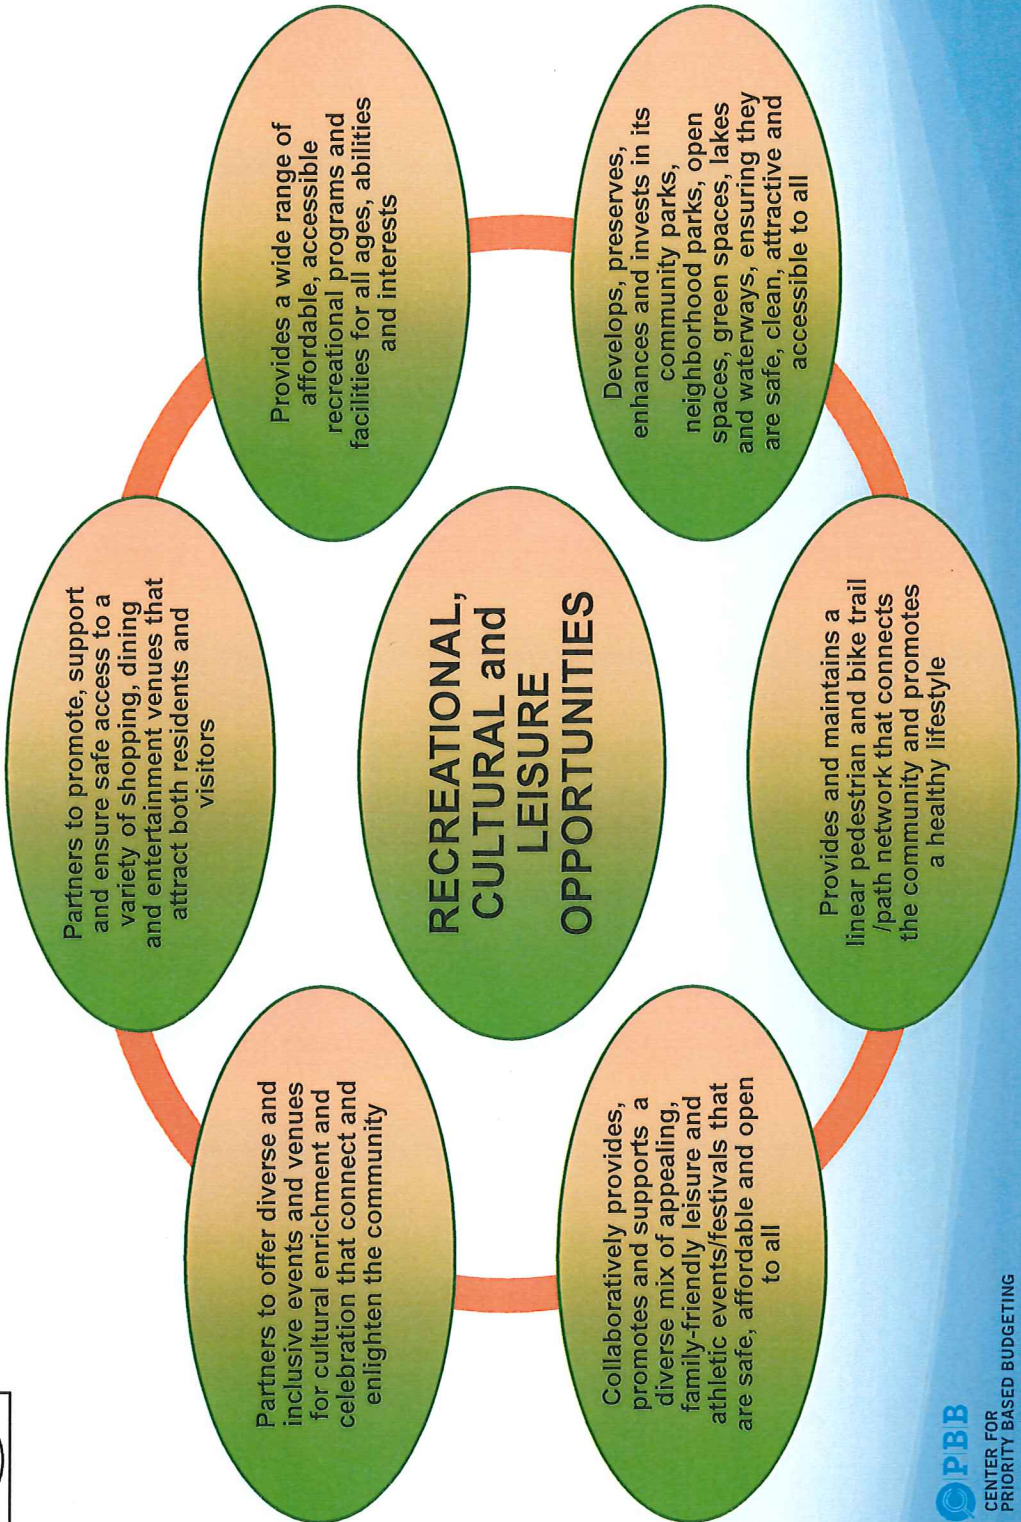 Partners to promote, support
and ensure safe access to a
variety of shopping, dining
and entertainment venues that
attract both residents and
visitors
Provides a wide range of
affordable, accessible
recreational programs and
facilities for all ages, abilities
and interests
Develops, preserves,
enhances and invests in its
community parks,
neighborhood parks, open
spaces, green spaces, lakes
and waterways, ensuring they
are safe, clean, attractive and
accessible to all
Provides and maintains a
linear pedestrian and bike trail
/path network that connects
the community and promotes
a healthy lifestyle
Collaboratively provides,
promotes and supports a
diverse mix of appealing,
family-friendly leisure and
athletic events/festivals that
are safe, affordable and open
to all
Partners to offer diverse and
inclusive events and venues
for cultural enrichment and
celebration that connect and
enlighten the community
RECREATIONAL,
CULTURAL and
LEISURE
OPPORTUNITIES
PBB
CENTER FOR
PRIORITY BASED BUDGETING